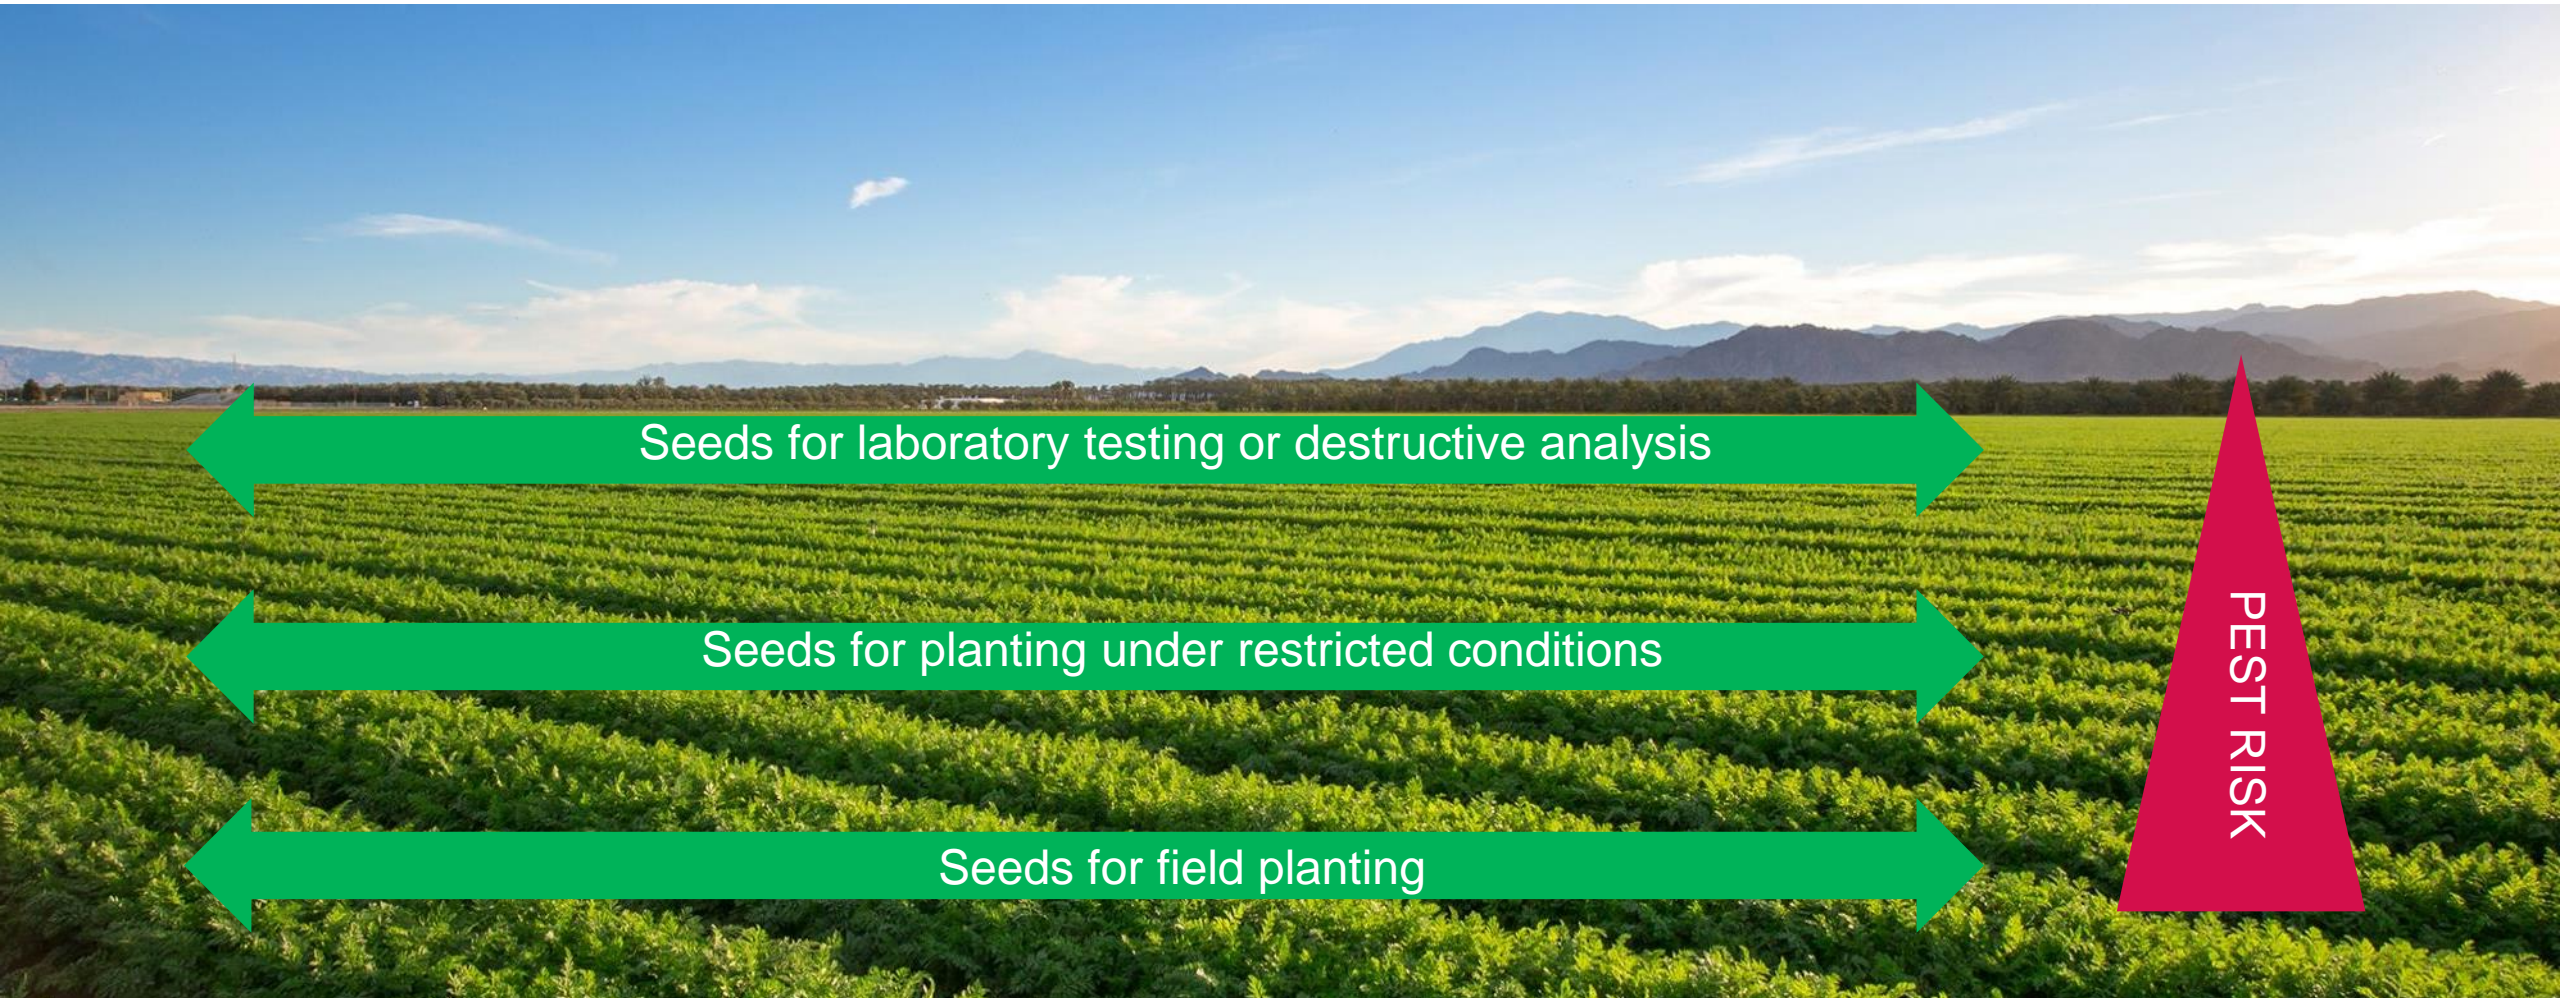 Seeds for laboratory testing or destructive analysis
Seeds for planting under restricted conditions
PEST RISK
Seeds for field planting